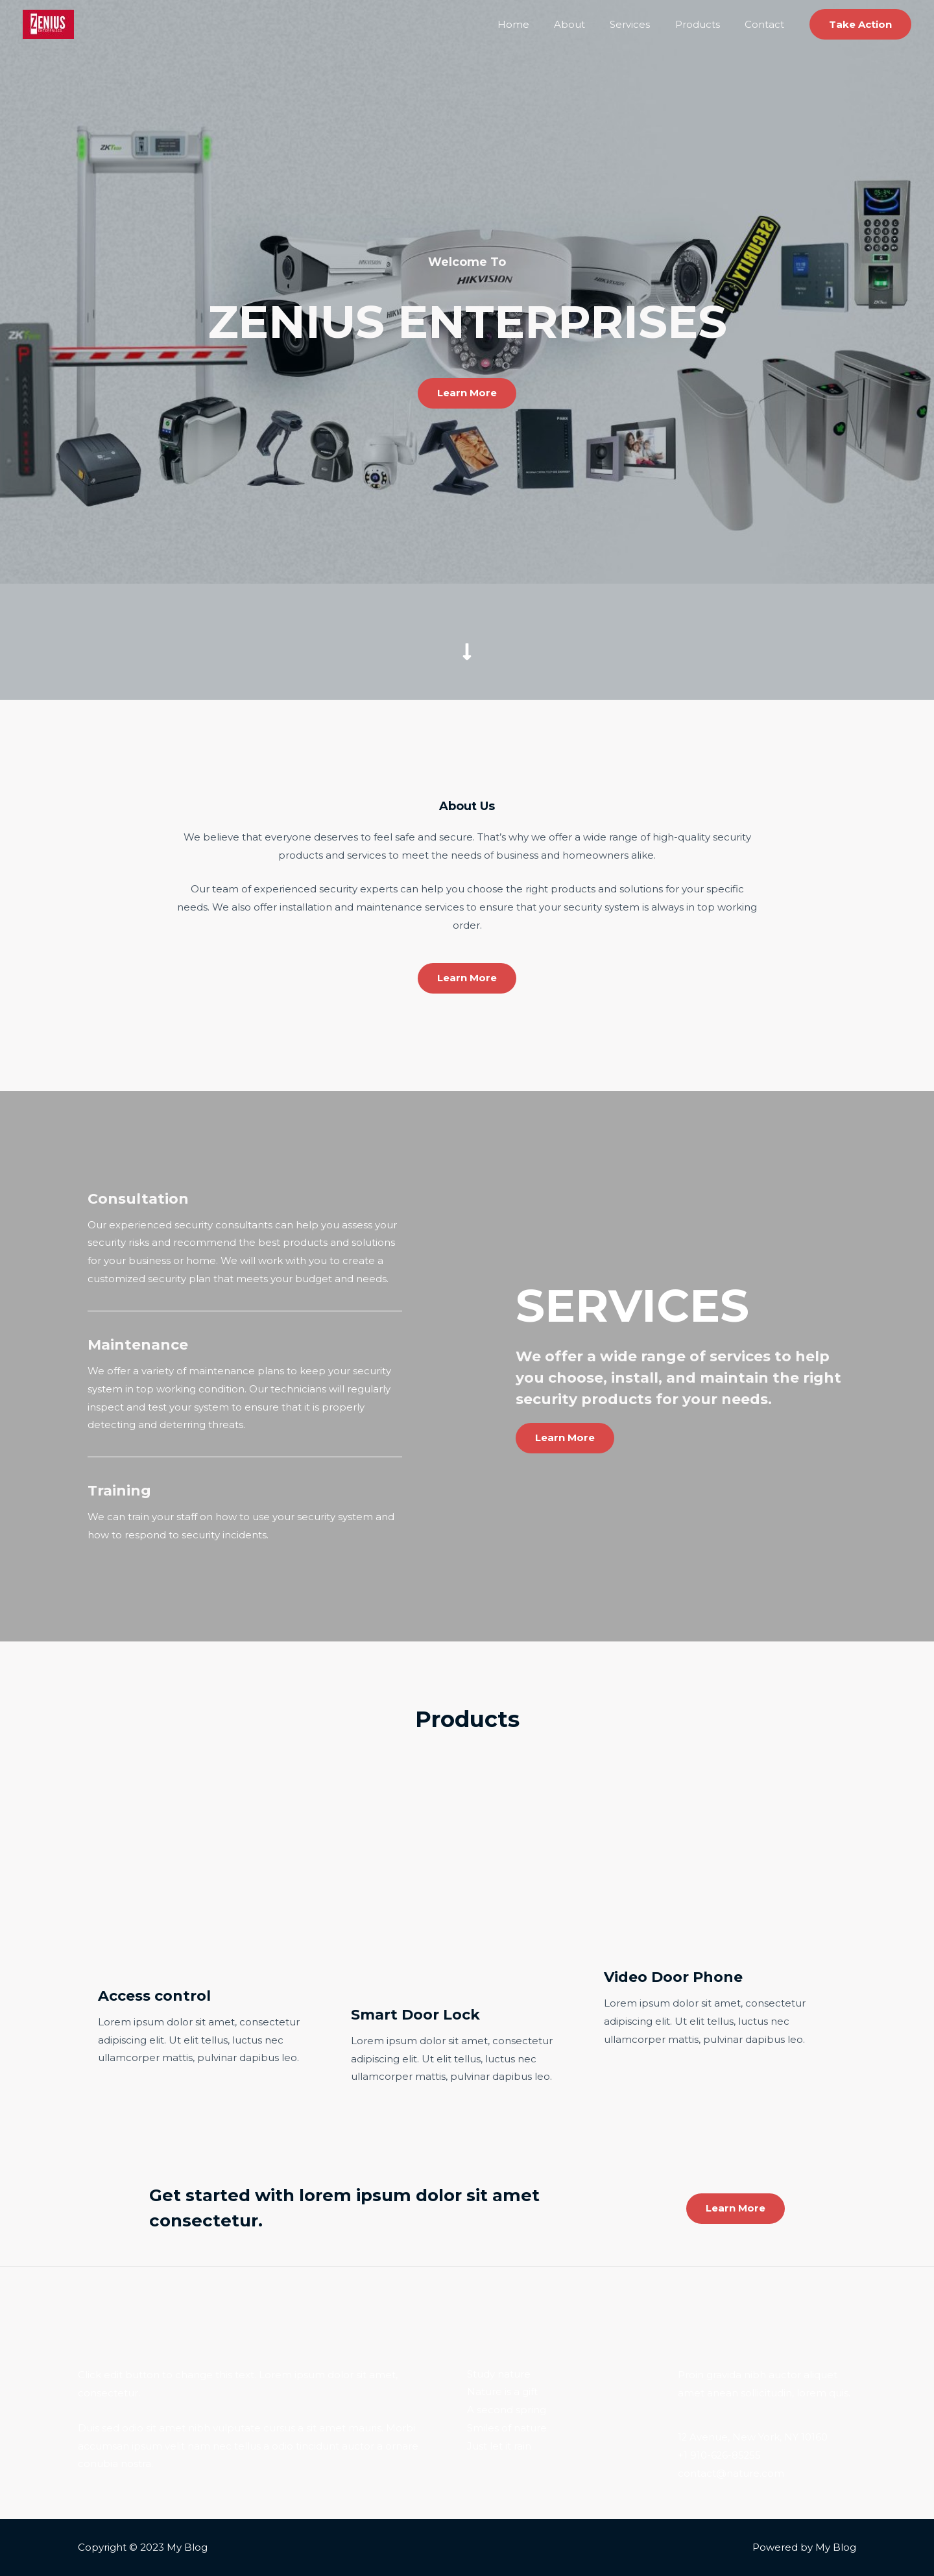 ZENIUS
Home
About
Services
Products
Contact
Take Action
ZKTeco
HIKVISION
SECURITY
ZKTeco
P
Welcome To
ZENIUS ENTERPRISES
Learn More
About Us
We believe that everyone deserves to feel safe and secure. That's why we offer a wide range of high-quality security
products and services to meet the needs of business and homeowners alike.
Our team of experienced security experts can help you choose the right products and solutions for your specific
needs. We also offer installation and maintenance services to ensure that your security system is always in top working
order.
Learn More
Consultation
Our experienced security consultants can help you assess your
security risks and recommend the best products and solutions
for your business or home. We will work with you to create a
customized security plan that meets your budget and needs.
Maintenance
We offer a variety of maintenance plans to keep your security
system in top working condition. Our technicians will regularly
inspect and test your system to ensure that it is properly
detecting and deterring threats.
Training
We can train your staff on how to use your security system and
how to respond to security incidents.
SERVICES
We offer a wide range of services to help
you choose, install, and maintain the right
security products for your needs.
Learn More
Products
Access control
Lorem ipsum dolor sit amet, consectetur
adipiscing elit. Ut elit tellus, luctus nec
ullamcorper mattis, pulvinar dapibus leo.
Smart Door Lock
Lorem ipsum dolor sit amet, consectetur
adipiscing elit. Ut elit tellus, luctus nec
ullamcorper mattis, pulvinar dapibus leo.
Video Door Phone
Lorem ipsum dolor sit amet, consectetur
adipiscing elit. Ut elit tellus, luctus nec
ullamcorper mattis, pulvinar dapibus leo.
Get started with lorem ipsum dolor sit amet
consectetur.
Learn More
Copyright © 2023 My Blog
Powered by My Blog